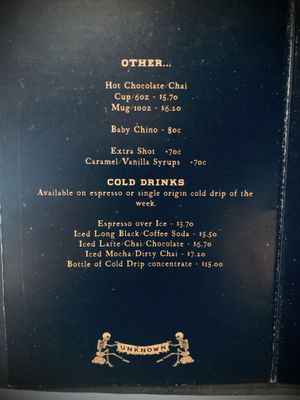 OTHER...
Hot Chocolate/Chai
Cup/6oz - $5.70
Mug/10oz - $6.20
Baby Chino - 80c
Extra Shot +70c
Caramel/Vanilla Syrups +70c
COLD DRINKS
Available on espresso or single origin cold drip of the
week.
Espresso over Ice - $3.70
Iced Long Black/Coffee Soda - $5.50
Iced Latte/Chai/Chocolate - $6.70
Iced Mocha/Dirty Chai - $7.20
Bottle of Cold Drip concentrate - $15.00
UNKNOWN